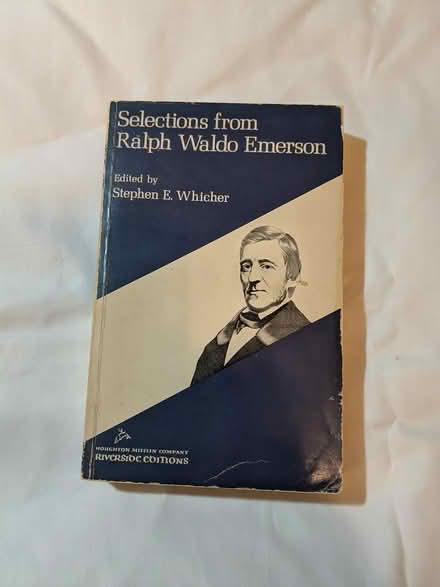 Selections from
Ralph Waldo Emerson
Edited by
Stephen E. Whicher
HOUGHTON MIFFLIN COMPANY
RIVERSIDE EDITIONS